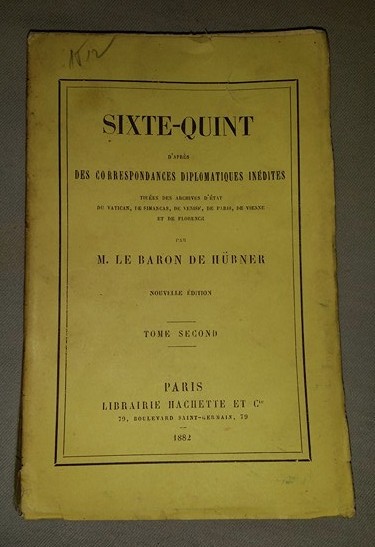 SIXTE-QUINT
D'APRÈS
DES CORRESPONDANCES DIPLOMATIQUES INÉDITES
TIRÉES DES ARCHIVES D'ÉTAT
DU VATICAN, DE SIMANCAS, DE VENISE, DE PARIS, DE VIENNE
ET DE FLORENCE
PAR
M. LE BARON DE HÜBNER
NOUVELLE ÉDITION
TOME SECOND
PARIS
LIBRAIRIE HACHETTE ET Cie
79, BOULEVARD SAINT-GERMAIN, 79
1882